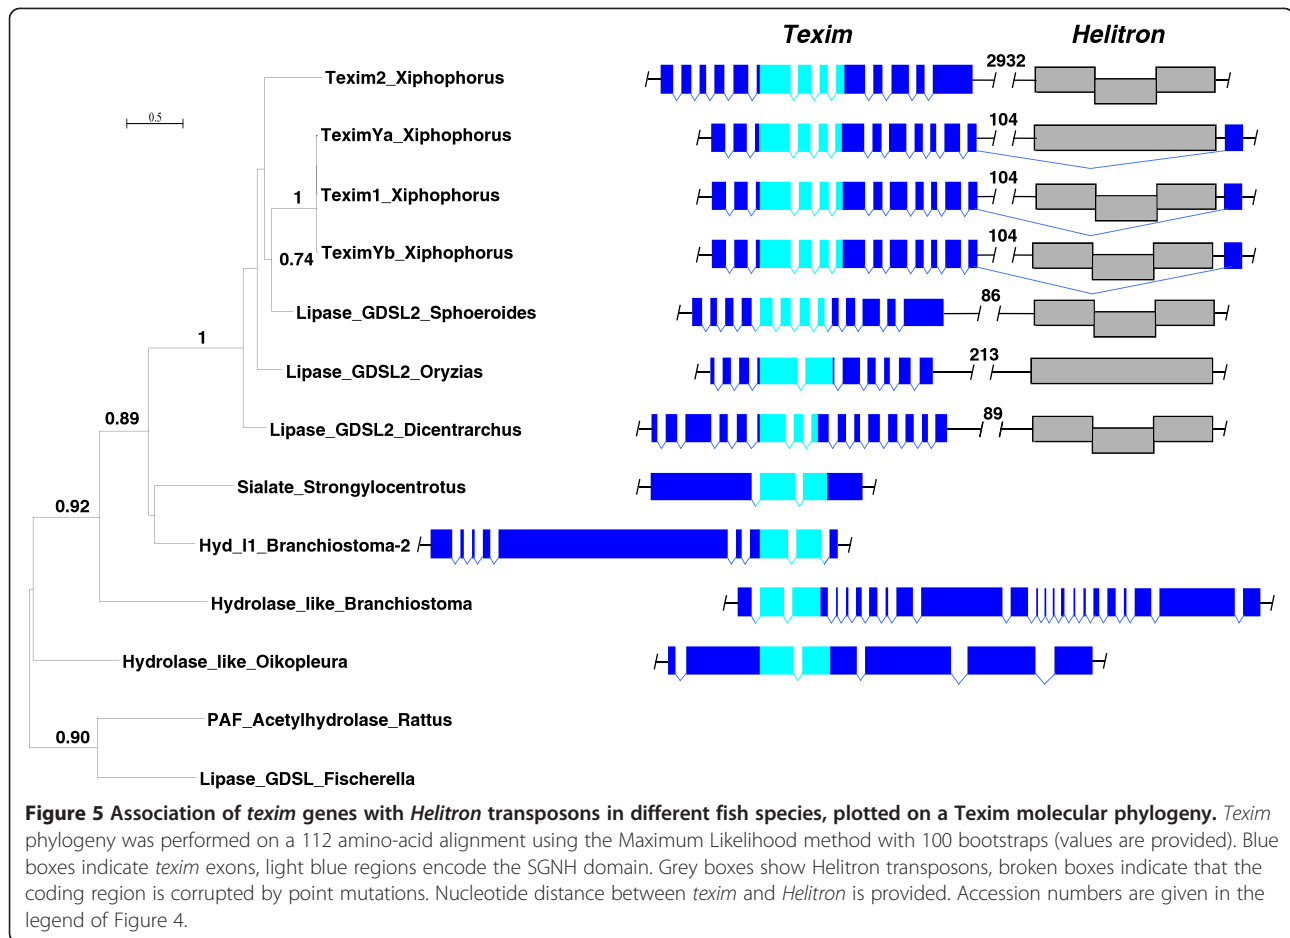 Texim Helitron
Texim2_Xiphophorus 2932
0.5
TeximYa_Xiphophorus 104
1 Texim1_Xiphophorus 104
0.74 TeximYb_Xiphophorus 104
Lipase_GDSL2_Sphoeroides 86
1 Lipase_GDSL2_Oryzias 213
0.89 Lipase_GDSL2_Dicentrarchus 89
Sialate_Strongylocentrotus
0.92
Hyd_I1_Branchiostoma-2
Hydrolase_like_Branchiostoma
Hydrolase_like_Oikopleura
PAF_Acetylhydrolase_Rattus
0.90
Lipase_GDSL_Fischerella
Figure 5 Association of texim genes with Helitron transposons in different fish species, plotted on a Texim molecular phylogeny. Texim
phylogeny was performed on a 112 amino-acid alignment using the Maximum Likelihood method with 100 bootstraps (values are provided). Blue
boxes indicate texim exons, light blue regions encode the SGNH domain. Grey boxes show Helitron transposons, broken boxes indicate that the
coding region is corrupted by point mutations. Nucleotide distance between texim and Helitron is provided. Accession numbers are given in the
legend of Figure 4.